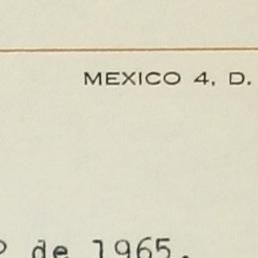 MEXICO 4, D.
de 1965.